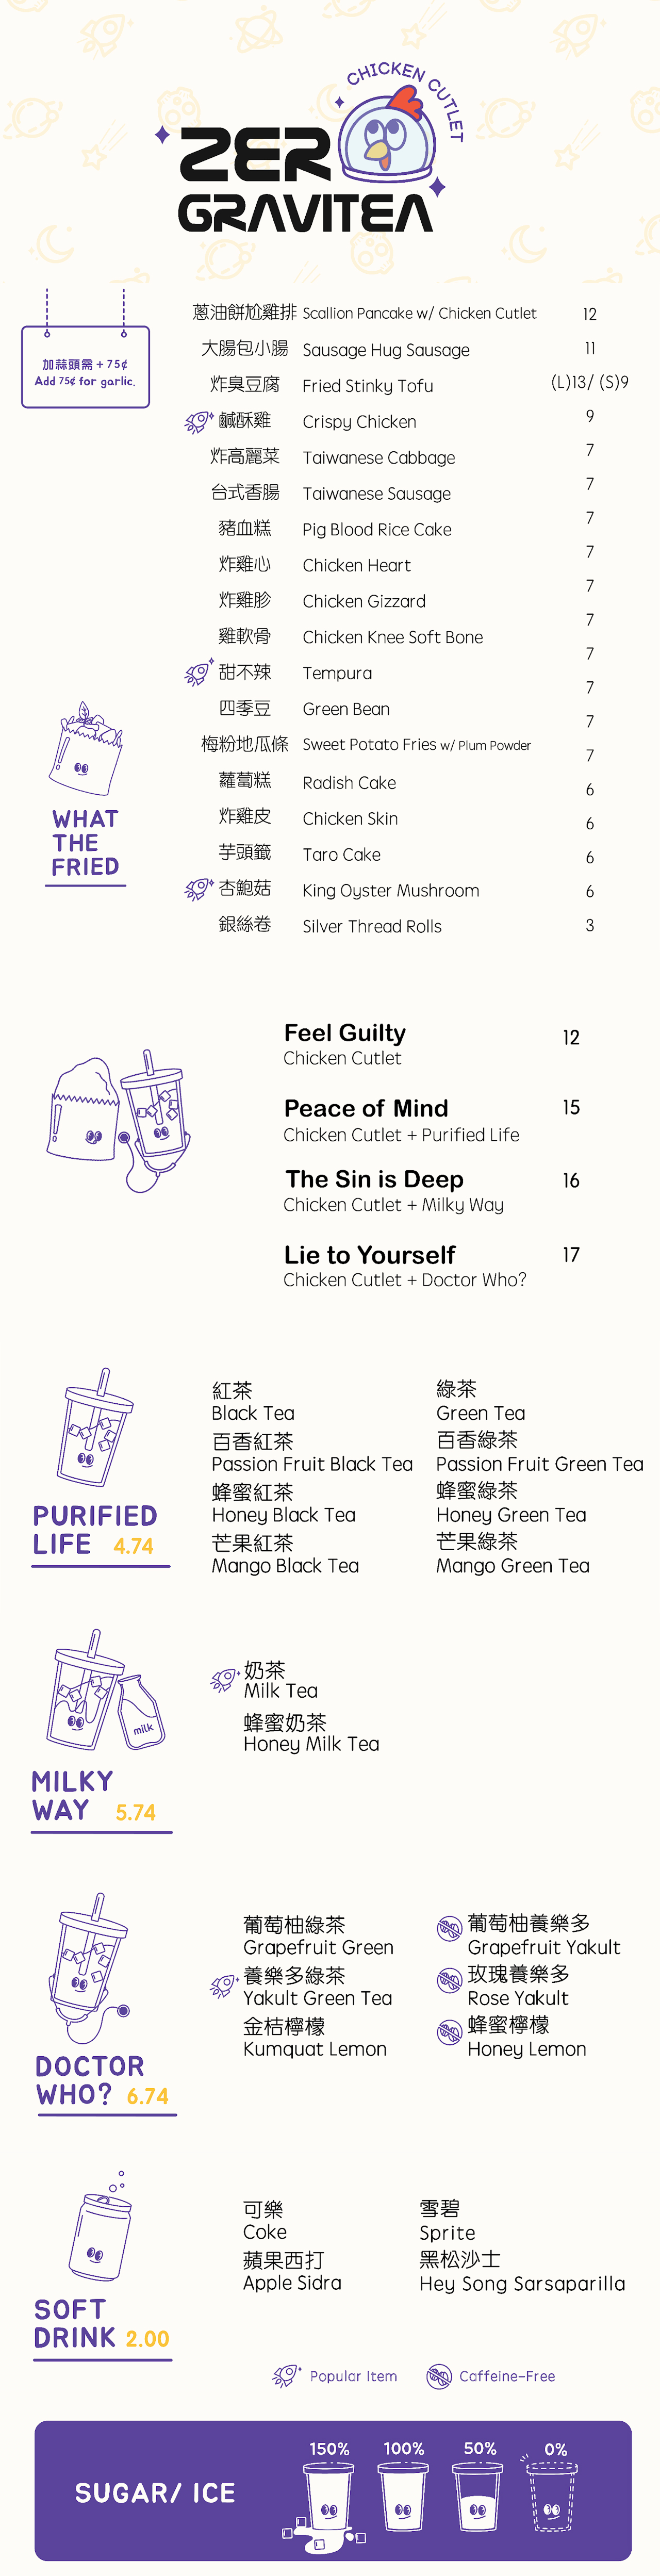 CHICKEN CUTLET
ZER
GRAVITEA
加蒜頭需 + 75¢
Add 75¢ for garlic.
蔥油餅尬雞排 Scallion Pancake w/ Chicken Cutlet 12
大腸包小腸 Sausage Hug Sausage 11
炸臭豆腐 Fried Stinky Tofu (L)13/ (S)9
鹹酥雞 Crispy Chicken 9
炸高麗菜 Taiwanese Cabbage 7
台式香腸 Taiwanese Sausage 7
豬血糕 Pig Blood Rice Cake 7
炸雞心 Chicken Heart 7
炸雞胗 Chicken Gizzard 7
雞軟骨 Chicken Knee Soft Bone 7
甜不辣 Tempura 7
四季豆 Green Bean 7
梅粉地瓜條 Sweet Potato Fries w/ Plum Powder 7
蘿蔔糕 Radish Cake 7
炸雞皮 Chicken Skin 6
芋頭籤 Taro Cake 6
杏鮑菇 King Oyster Mushroom 6
銀絲卷 Silver Thread Rolls 6
3
WHAT
THE
FRIED
Feel Guilty 12
Chicken Cutlet
Peace of Mind 15
Chicken Cutlet + Purified Life
The Sin is Deep 16
Chicken Cutlet + Milky Way
Lie to Yourself 17
Chicken Cutlet + Doctor Who?
PURIFIED
LIFE 4.74
紅茶 綠茶
Black Tea Green Tea
百香紅茶 百香綠茶
Passion Fruit Black Tea Passion Fruit Green Tea
蜂蜜紅茶 蜂蜜綠茶
Honey Black Tea Honey Green Tea
芒果紅茶 芒果綠茶
Mango Black Tea Mango Green Tea
milk
MILKY
WAY 5.74
奶茶
Milk Tea
蜂蜜奶茶
Honey Milk Tea
DOCTOR
WHO? 6.74
葡萄柚綠茶 葡萄柚養樂多
Grapefruit Green Grapefruit Yakult
養樂多綠茶 玫瑰養樂多
Yakult Green Tea Rose Yakult
金桔檸檬 蜂蜜檸檬
Kumquat Lemon Honey Lemon
SOFT
DRINK 2.00
可樂 雪碧
Coke Sprite
蘋果西打 黑松沙士
Apple Sidra Hey Song Sarsaparilla
Popular Item Caffeine-Free
SUGAR/ ICE
150% 100% 50% 0%